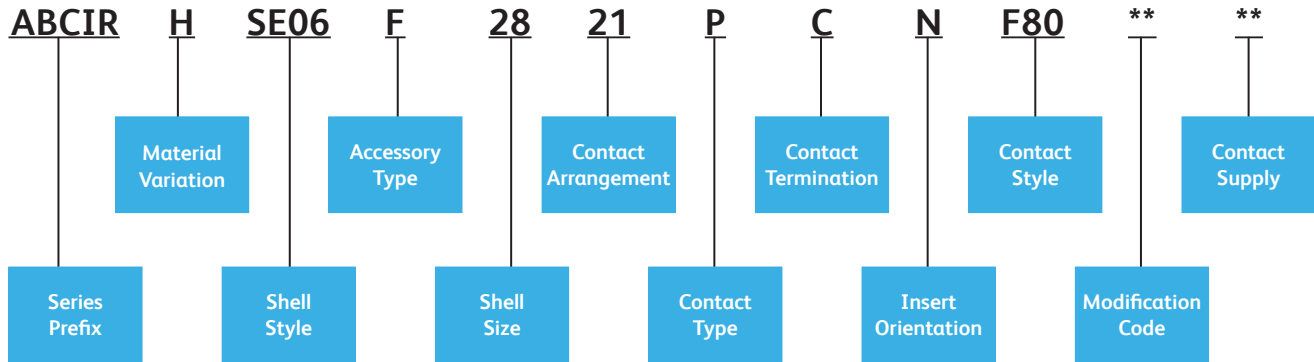 ABCIR H SE06 F 28 21 P C N F80 ** **
Material
Variation
Accessory
Type
Contact
Arrangement
Contact
Termination
Contact
Style
Contact
Supply
Series
Prefix
Shell
Style
Shell
Size
Contact
Type
Insert
Orientation
Modification
Code